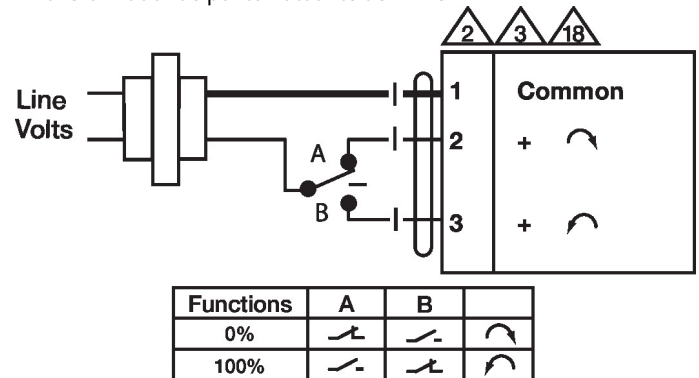 2 3 18
Line
Volts
1 Common
A
2 +
B
3 +
Functions A B
0%
100%